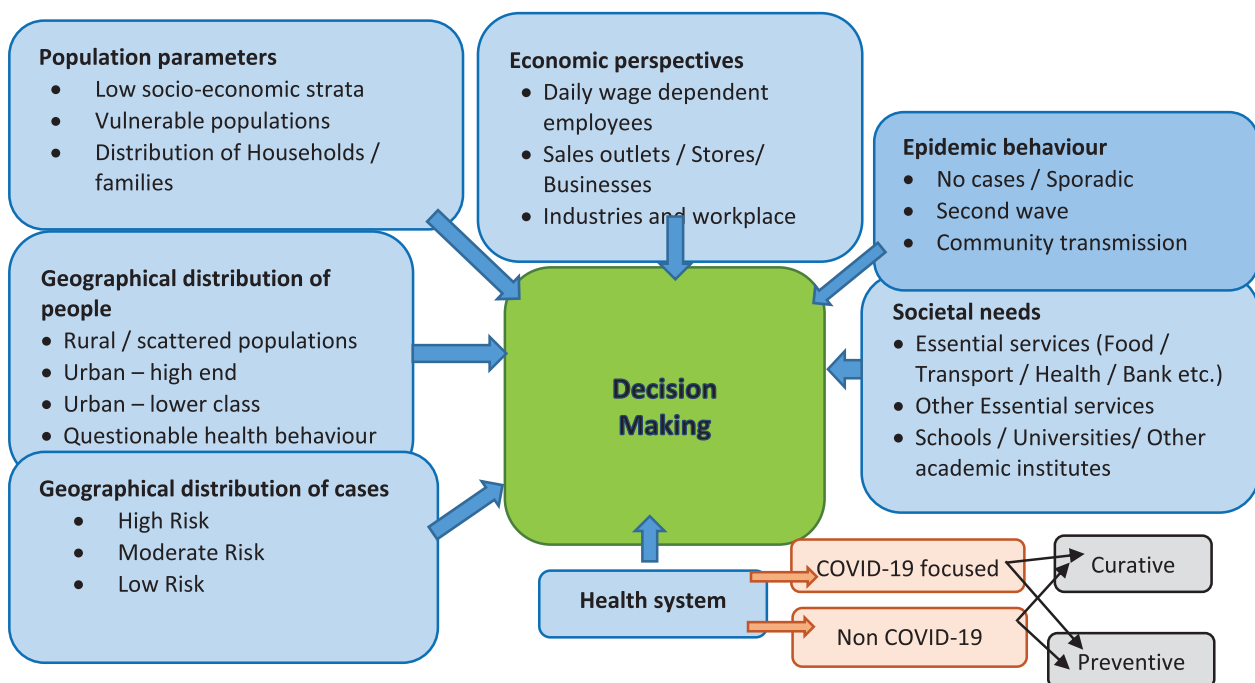 Population parameters
• Low socio-economic strata
• Vulnerable populations
• Distribution of Households /
families
Economic perspectives
• Daily wage dependent
employees
• Sales outlets / Stores/
Businesses
• Industries and workplace
Epidemic behaviour
• No cases / Sporadic
• Second wave
• Community transmission
Geographical distribution of
people
• Rural / scattered populations
• Urban – high end
• Urban – lower class
• Questionable health behaviour
Decision
Making
Societal needs
• Essential services (Food /
Transport / Health / Bank etc.)
• Other Essential services
• Schools / Universities/ Other
academic institutes
Geographical distribution of cases
• High Risk
• Moderate Risk
• Low Risk
Health system
COVID-19 focused
Non COVID-19
Curative
Preventive